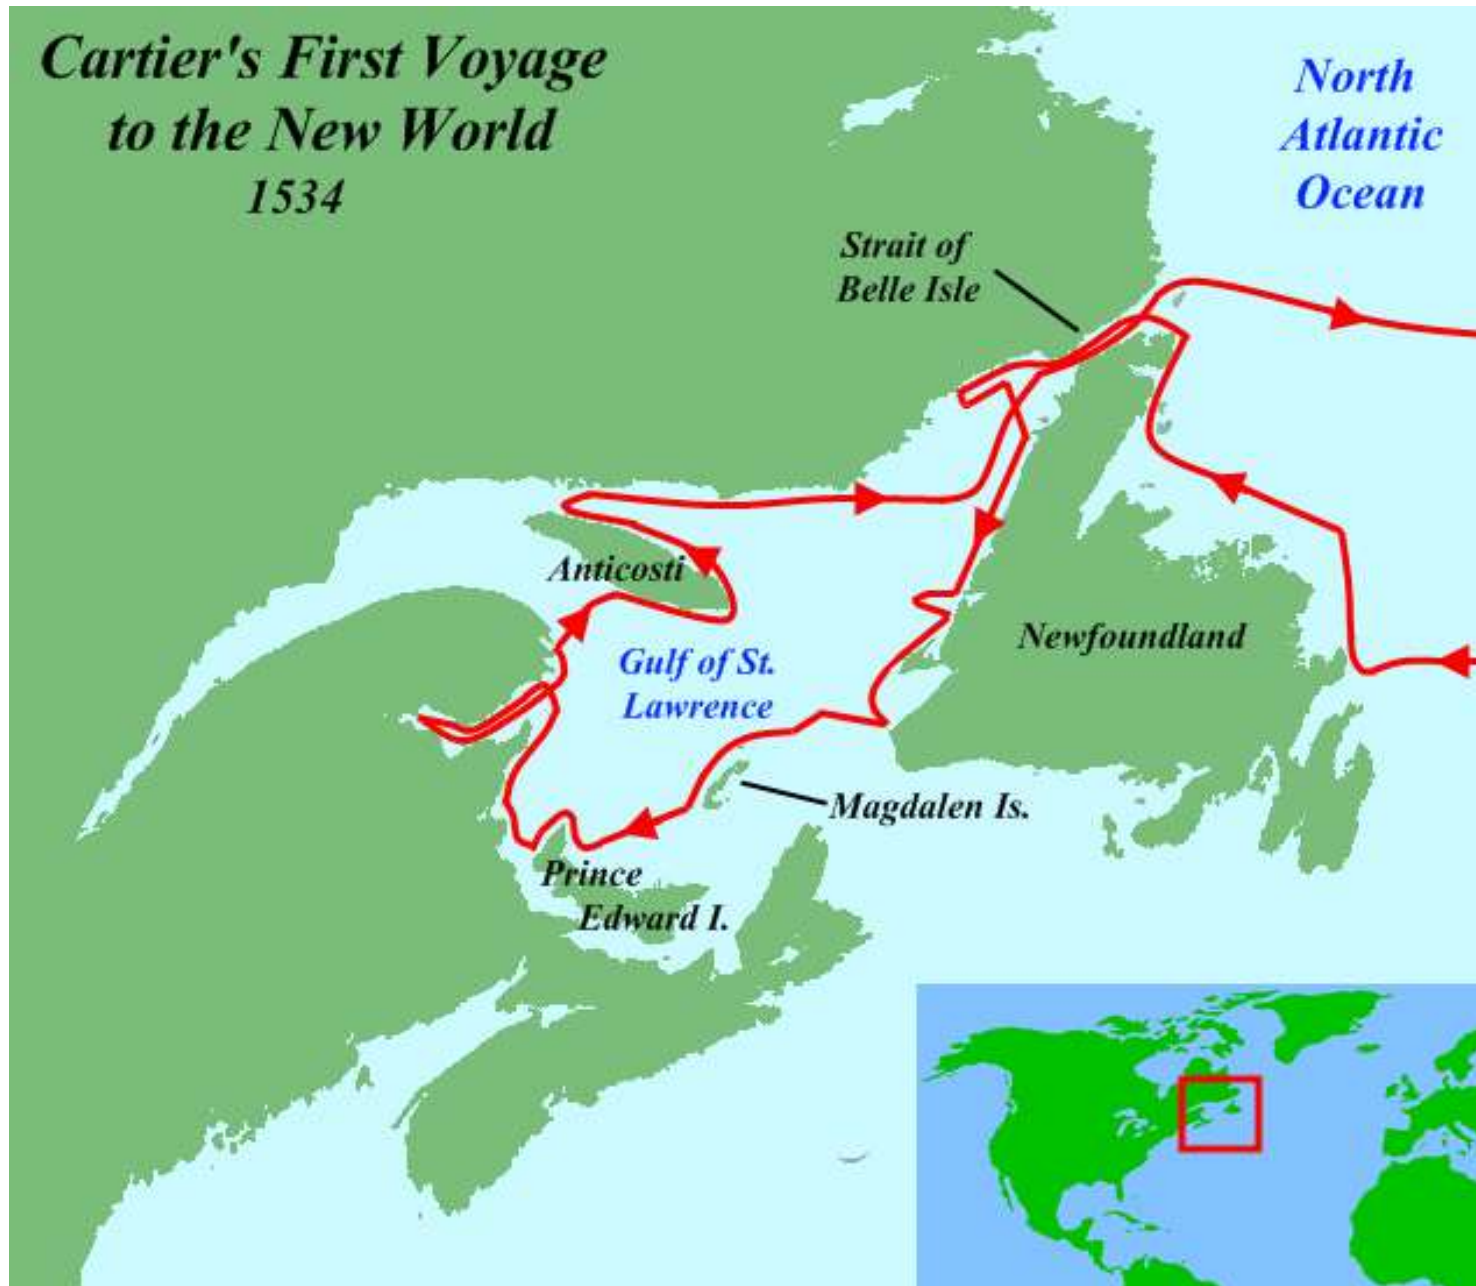 Cartier's First Voyage
to the New World
1534
North
Atlantic
Ocean
Strait of
Belle Isle
Anticosti
Newfoundland
Gulf of St.
Lawrence
Magdalen Is.
Prince
Edward I.